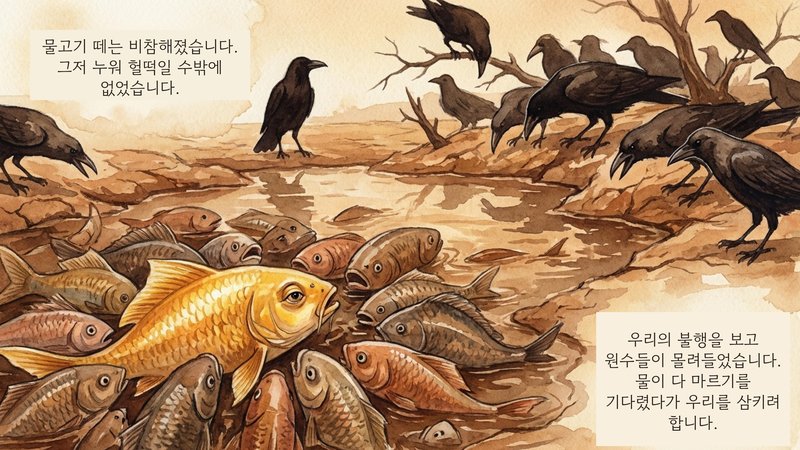 물고기 떼는 비참해졌습니다.
그저 누워 헐떡일 수밖에
없었습니다.
우리의 불행을 보고
원수들이 몰려들었습니다.
물이 다 마르기를
기다렸다가 우리를 삼키려
합니다.